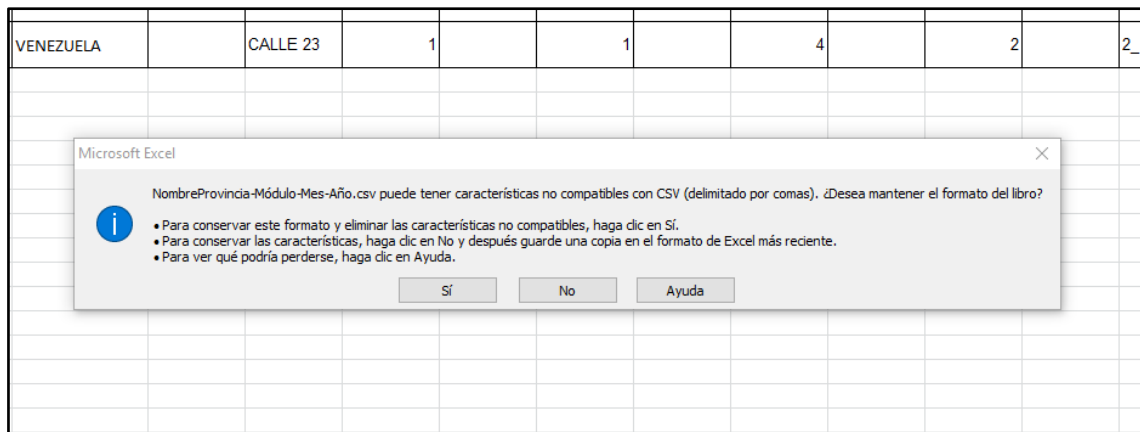 VENEZUELA CALLE 23 1 1 4 2 2_
Microsoft Excel
NombreProvincia-Módulo-Mes-Año.csv puede tener características no compatibles con CSV (delimitado por comas). ¿Desea mantener el formato del libro?
• Para conservar este formato y eliminar las características no compatibles, haga clic en Sí.
• Para conservar las características, haga clic en No y después guarde una copia en el formato de Excel más reciente.
• Para ver qué podría perderse, haga clic en Ayuda.
Sí No Ayuda